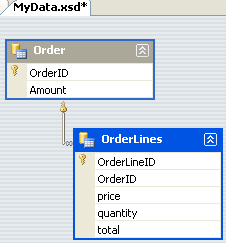 MyData.xsd*
Order
OrderID
Amount
OrderLines
OrderLineID
OrderID
price
quantity
total